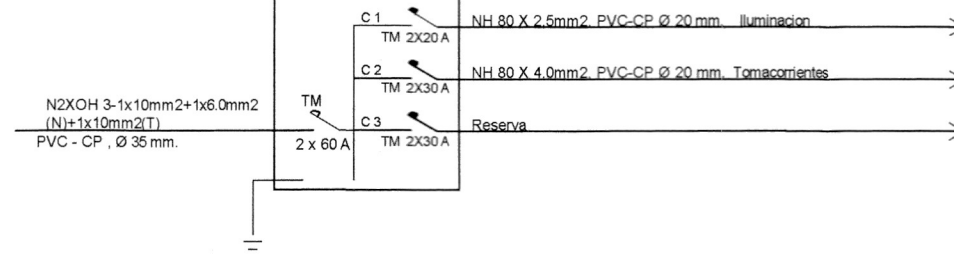 C 1
NH 80 X 2.5mm2. PVC-CP Ø 20 mm. Iluminacion
TM 2X20 A
C 2
NH 80 X 4.0mm2. PVC-CP Ø 20 mm. Tomacorrientes
TM 2X30 A
N2XOH 3-1x10mm2+1x6.0mm2
(N)+1x10mm2(T)
PVC - CP , Ø 35 mm.
TM
2 x 60 A
C 3
Reserva
TM 2X30 A